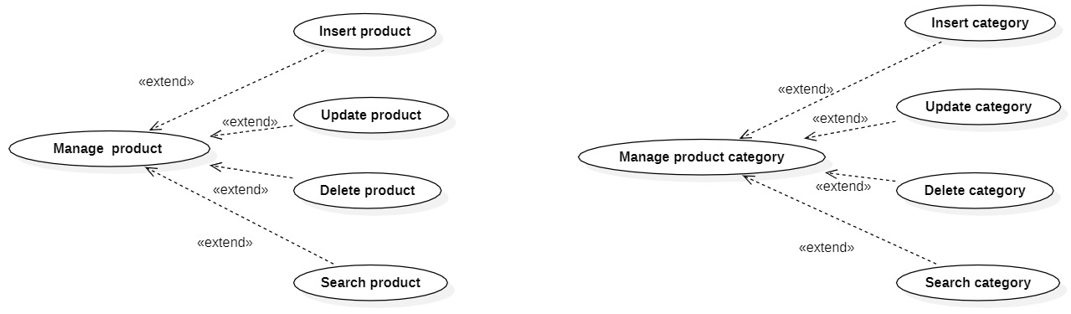 Insert product
«extend»
«extend»
Update product
Manage product
«extend»
Delete product
«extend»
Search product
Insert category
«extend»
Update category
«extend»
Manage product category
«extend»
Delete category
«extend»
Search category